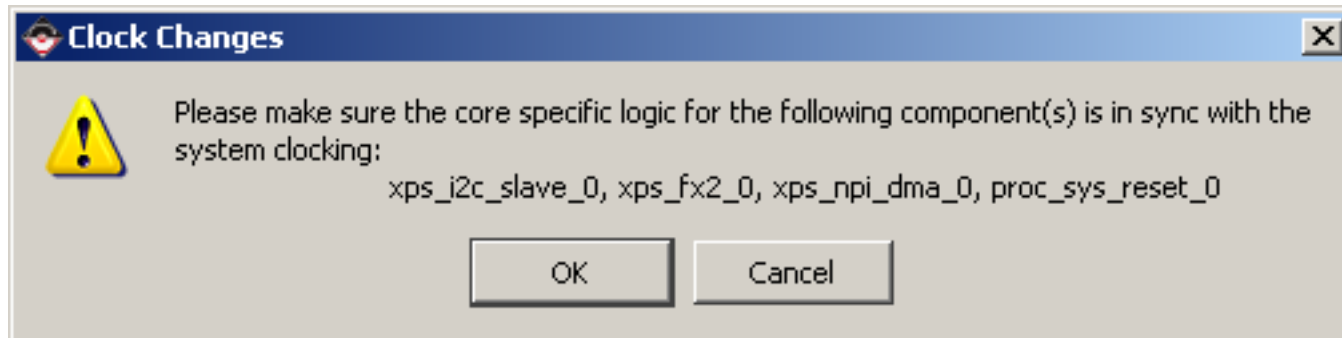 Clock Changes
Please make sure the core specific logic for the following component(s) is in sync with the
system clocking:
xps_i2c_slave_0, xps_fx2_0, xps_npi_dma_0, proc_sys_reset_0
OK
Cancel